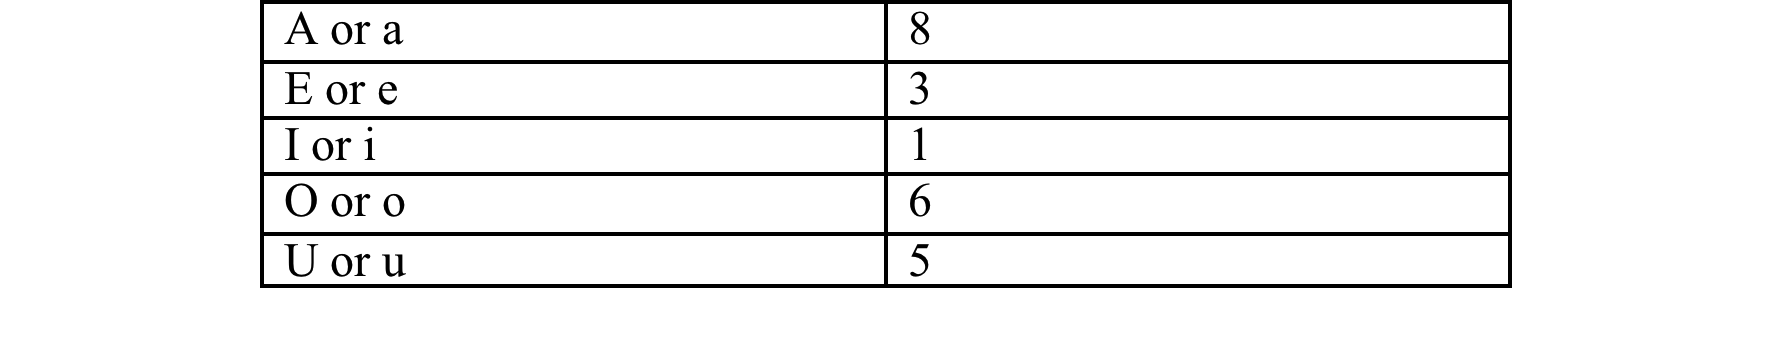 A or a 8
E or e 3
I or i 1
O or o 6
U or u 5